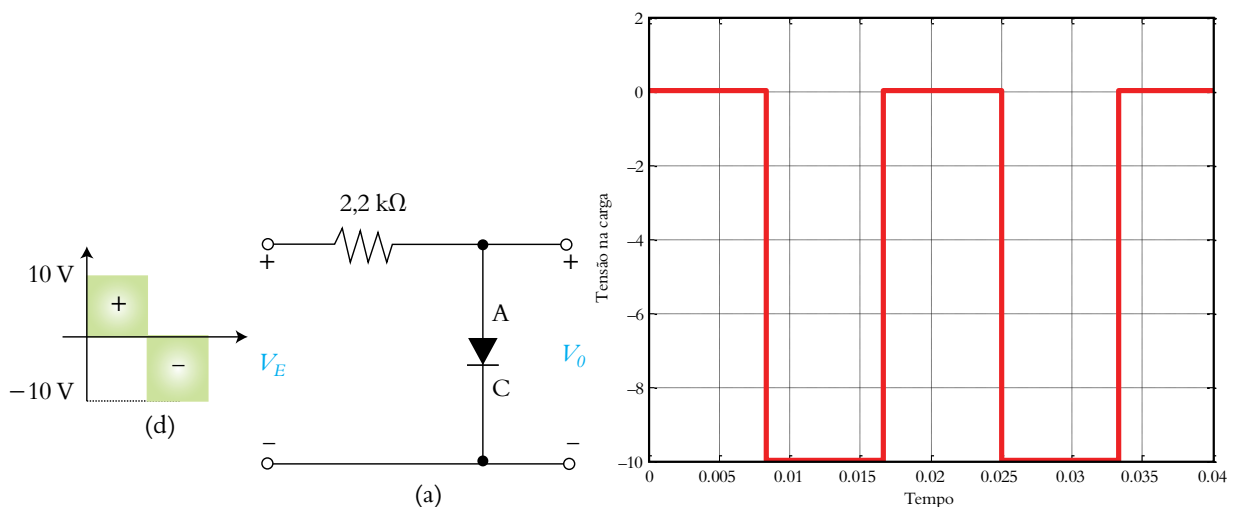 10 V
+
−
−10 V
(d)
2,2 kΩ
+
+
A
V_E
V_0
C
−
−
(a)
2
0
−2
−4
−6
−8
−10
Tensão na carga
0 0.005 0.01 0.015 0.02 0.025 0.03 0.035 0.04
Tempo